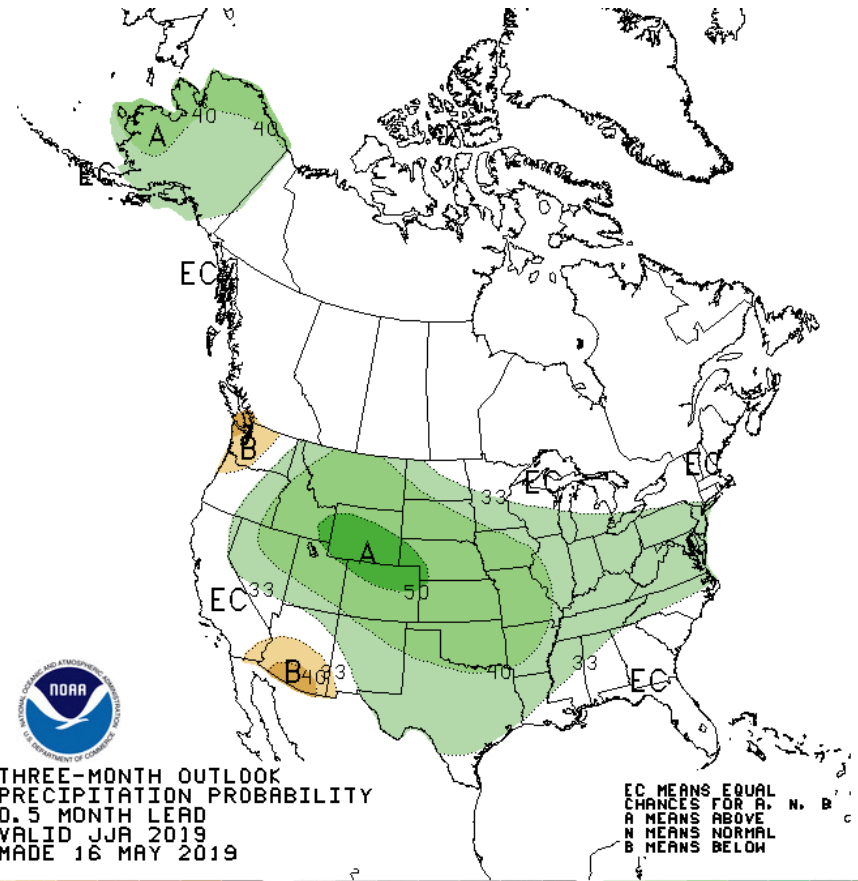 40
40
A
EC
EC
B
EC
EC
33
A
50
EC
33
B
40
33
40
33
EC
NATIONAL OCEANIC AND ATMOSPHERIC ADMINISTRATION
NOAA
U.S. DEPARTMENT OF COMMERCE
THREE-MONTH OUTLOOK
PRECIPITATION PROBABILITY
0.5 MONTH LEAD
VALID JJA 2019
MADE 16 MAY 2019
EC MEANS EQUAL
CHANCES FOR A, N, B
A MEANS ABOVE
N MEANS NORMAL
B MEANS BELOW